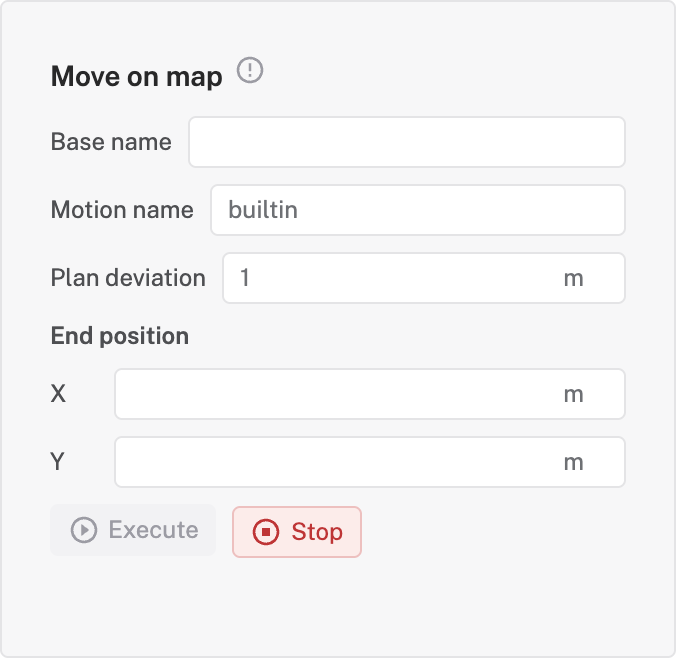 Move on map
Base name
Motion name builtin
Plan deviation 1 m
End position
X m
Y m
Execute Stop